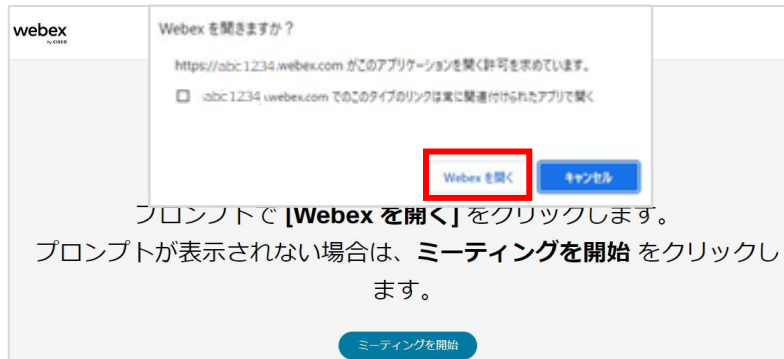 webex
by CISCO
Webex を開きますか？
https://abc1234.webex.com がこのアプリケーションを開く許可を求めています。
abc1234.webex.com でのこのタイプのリンクは常に関連付けられたアプリで開く
Webex を開く
キャンセル
プロンプトで [Webex を開く] をクリックします。
プロンプトが表示されない場合は、ミーティングを開始 をクリックし
ます。
ミーティングを開始